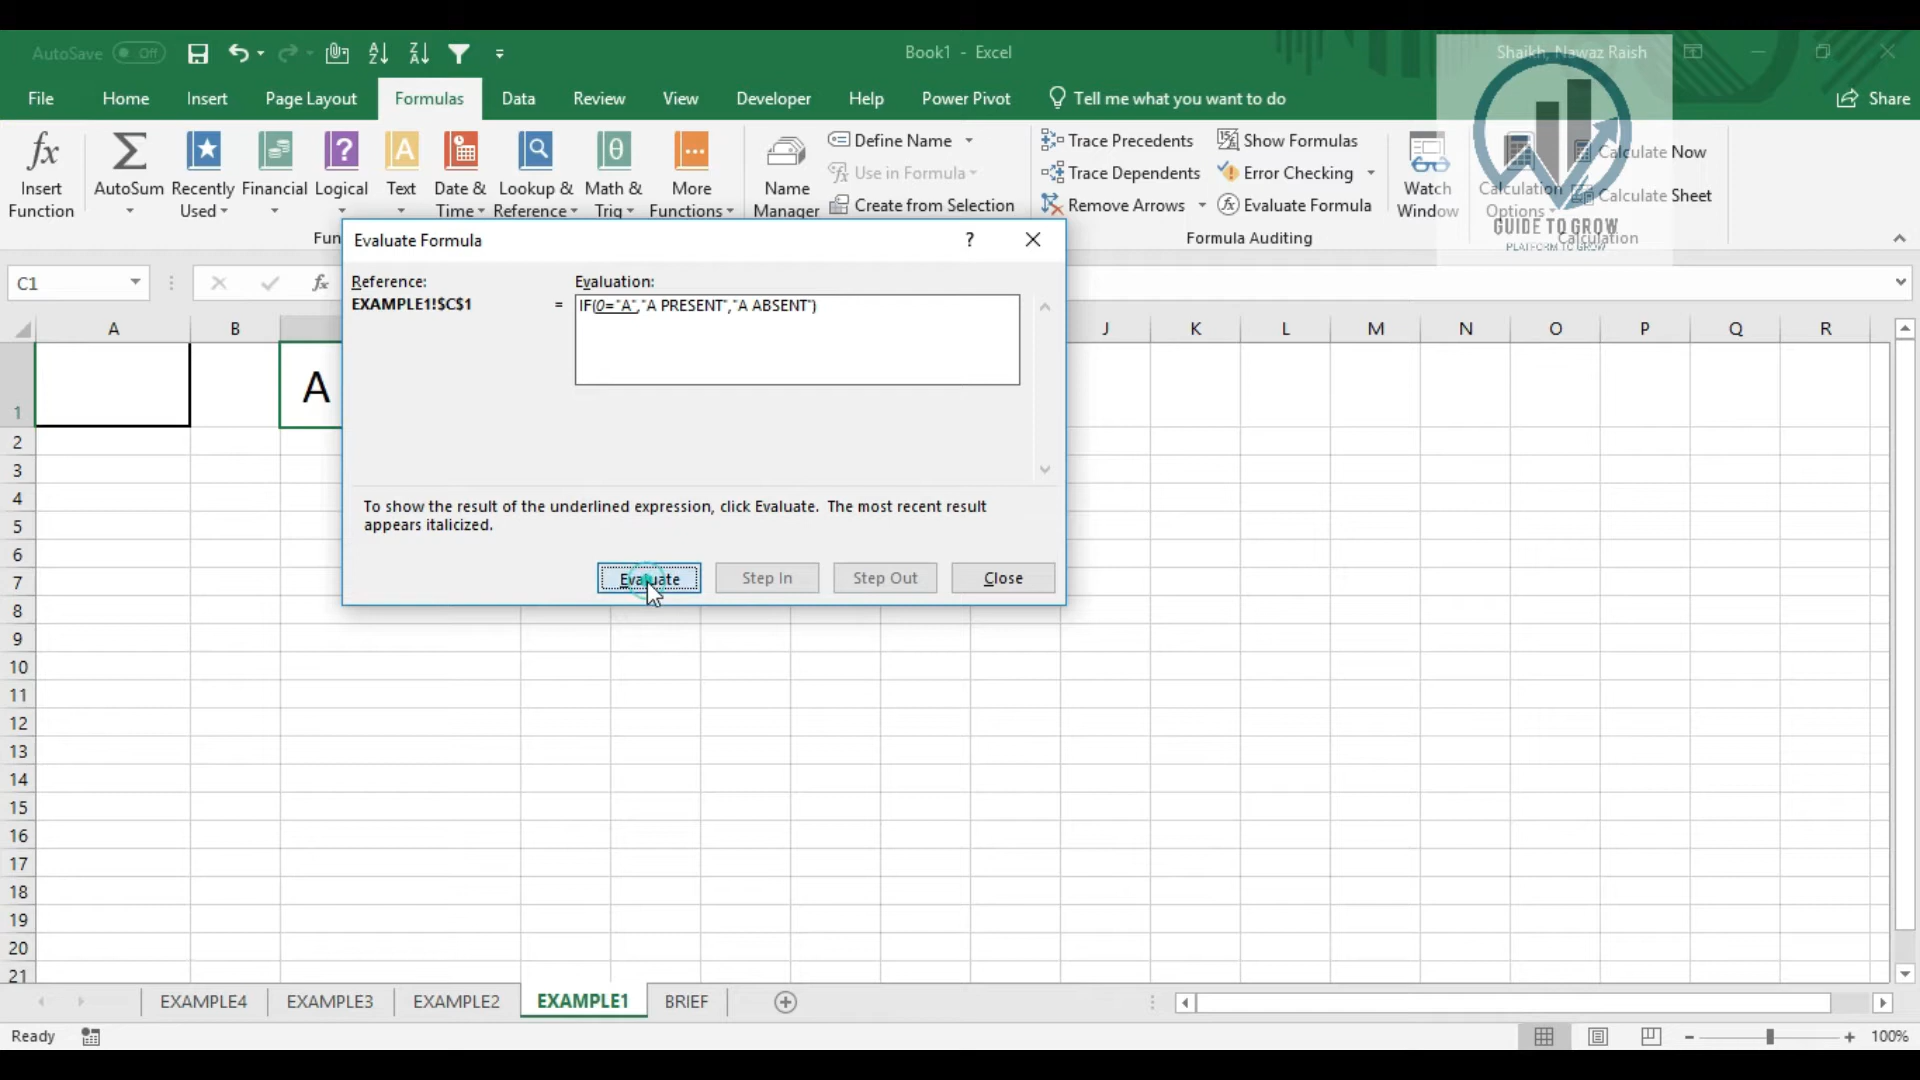 AutoSave Off
Book1 - Excel
Shaikh, Nawaz Raish
File Home Insert Page Layout Formulas Data Review View Developer Help Power Pivot Tell me what you want to do Share
Insert Function
AutoSum
Recently Used
Financial
Logical
Text
Date & Time
Lookup & Reference
Math & Trig
More Functions
Name Manager
Define Name
Use in Formula
Create from Selection
Trace Precedents
Trace Dependents
Remove Arrows
Show Formulas
Error Checking
Evaluate Formula
Formula Auditing
Watch Window
Calculation Options
Calculate Now
Calculate Sheet
Calculation
GUIDE TO GROW
PLATFORM TO GROW
Fun
C1
fx
Evaluate Formula
?
Reference:
EXAMPLE1!$C$1
=
Evaluation:
IF(0="A","A PRESENT","A ABSENT")
To show the result of the underlined expression, click Evaluate. The most recent result
appears italicized.
Evaluate Step In Step Out Close
A B J K L M N O P Q R
1 A
2
3
4
5
6
7
8
9
10
11
12
13
14
15
16
17
18
19
20
21
EXAMPLE4 EXAMPLE3 EXAMPLE2 EXAMPLE1 BRIEF
Ready
100%